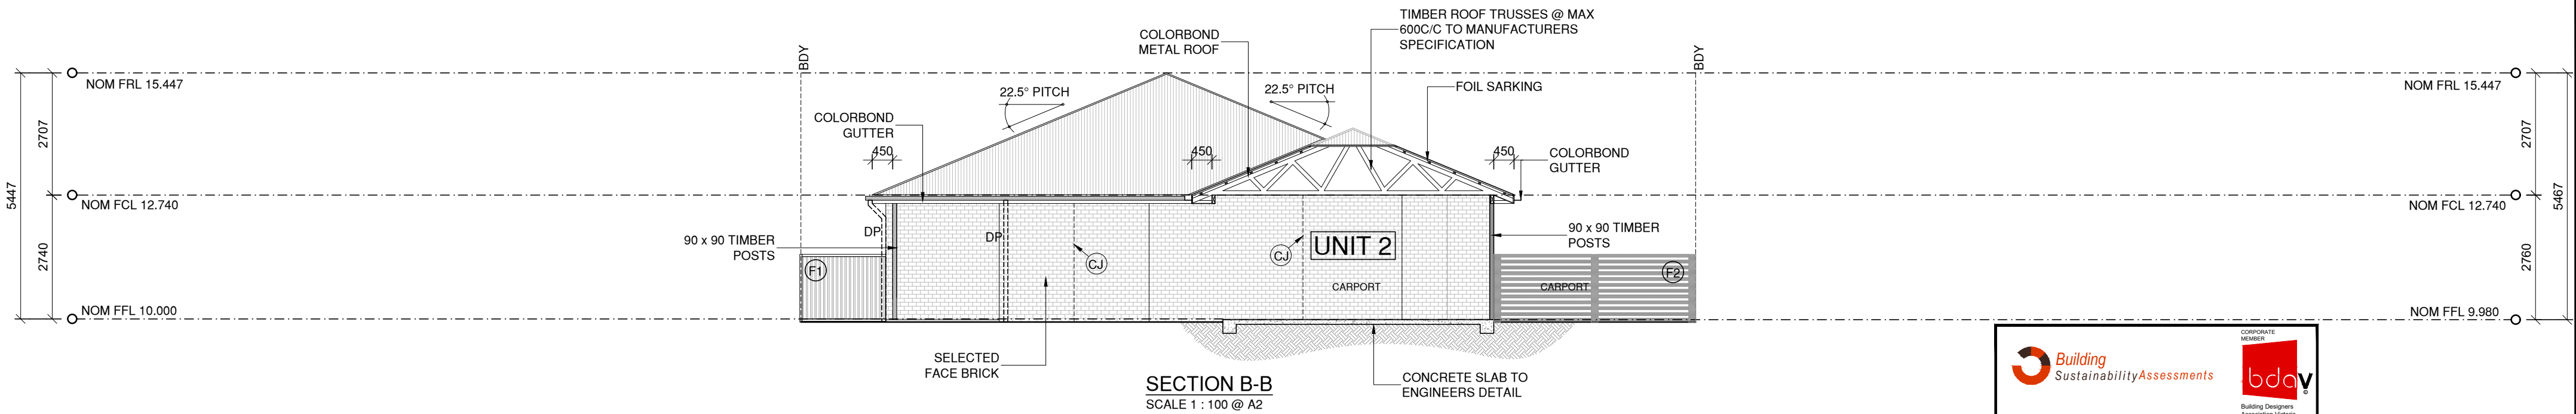 TIMBER ROOF TRUSSES @ MAX
600C/C TO MANUFACTURERS
SPECIFICATION
COLORBOND
METAL ROOF
BDY
BDY
NOM FRL 15.447
22.5° PITCH
22.5° PITCH
FOIL SARKING
NOM FRL 15.447
COLORBOND
GUTTER
2707
5447
450
450
450
COLORBOND
GUTTER
2707
5467
NOM FCL 12.740
NOM FCL 12.740
DP
DP
90 x 90 TIMBER
POSTS
CJ
CJ
UNIT 2
90 x 90 TIMBER
POSTS
2740
2760
F1
F2
CARPORT
CARPORT
NOM FFL 10.000
NOM FFL 9.980
SELECTED
FACE BRICK
CONCRETE SLAB TO
ENGINEERS DETAIL
SECTION B-B
SCALE 1 : 100 @ A2
Building
SustainabilityAssessments
CORPORATE
MEMBER
bdav
©
Building Designers
Association Victoria